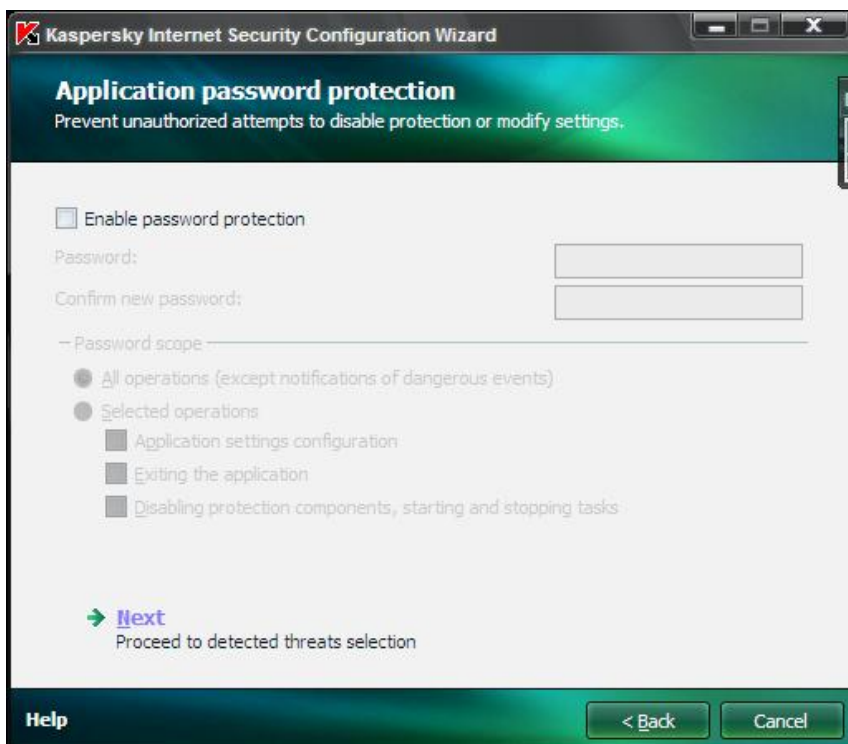 Kaspersky Internet Security Configuration Wizard
Application password protection
Prevent unauthorized attempts to disable protection or modify settings.
Enable password protection
Password:
Confirm new password:
Password scope
All operations (except notifications of dangerous events)
Selected operations
Application settings configuration
Exiting the application
Disabling protection components, starting and stopping tasks
Next
Proceed to detected threats selection
Help
< Back
Cancel